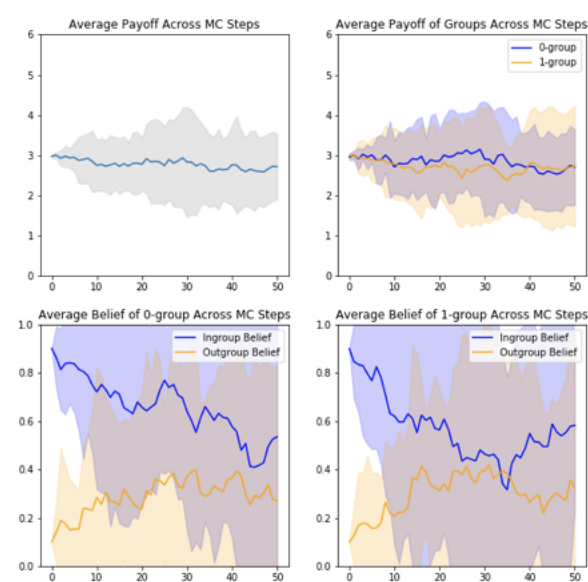 Average Payoff Across MC Steps
6
5
4
3
2
1
0
0 10 20 30 40 50
Average Payoff of Groups Across MC Steps
0-group
1-group
6
5
4
3
2
1
0
0 10 20 30 40 50
Average Belief of 0-group Across MC Steps
Ingroup Belief
Outgroup Belief
1.0
0.8
0.6
0.4
0.2
0.0
0 10 20 30 40 50
Average Belief of 1-group Across MC Steps
Ingroup Belief
Outgroup Belief
1.0
0.8
0.6
0.4
0.2
0.0
0 10 20 30 40 50